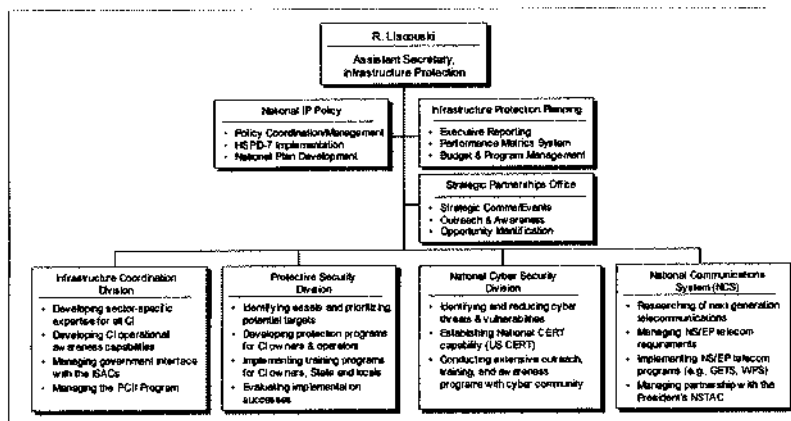 R. Liscouski
Assistant Secretary,
Infrastructure Protection
National IP Policy
• Policy Coordination/Management
• HSPD-7 Implementation
• National Plan Development
Infrastructure Protection Planning
• Executive Reporting
• Performance Metrics System
• Budget & Program Management
Strategic Partnerships Office
• Strategic Comms/Events
• Outreach & Awareness
• Opportunity Identification
Infrastructure Coordination
Division
• Developing sector-specific
expertise for all CI
• Developing CI operational
awareness capabilities
• Managing government interface
with the ISACs
• Managing the PCII Program
Protective Security
Division
• Identifying assets and prioritizing
potential targets
• Developing protection programs
for CI owners & operators
• Implementing training programs
for CI owners, State and locals
• Evaluating implementation
successes
National Cyber Security
Division
• Identifying and reducing cyber
threats & vulnerabilities
• Establishing National CERT
capability (US CERT)
• Conducting extensive outreach,
training, and awareness
programs with cyber community
National Communications
System (NCS)
• Researching of next generation
telecommunications
• Managing NS/EP telecom
requirements
• Implementing NS/EP telecom
programs (e.g., GETS, WPS)
• Managing partnership with the
President's NSTAC